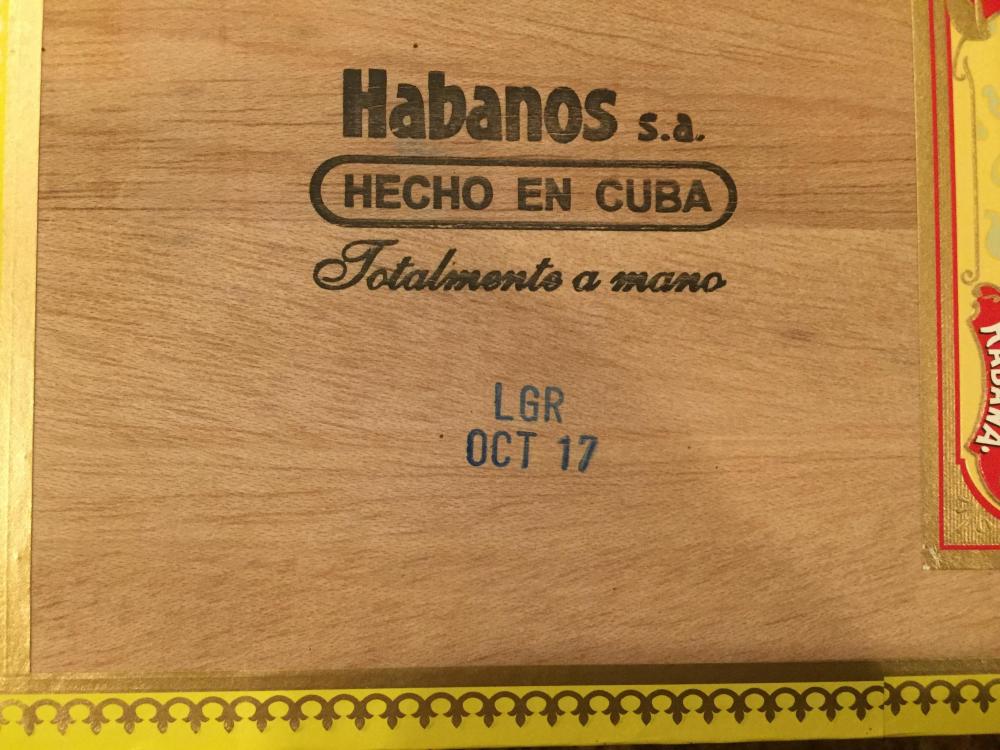 Habanos s.a.
HECHO EN CUBA
Totalmente a mano
LGR
OCT 17
HABANA.